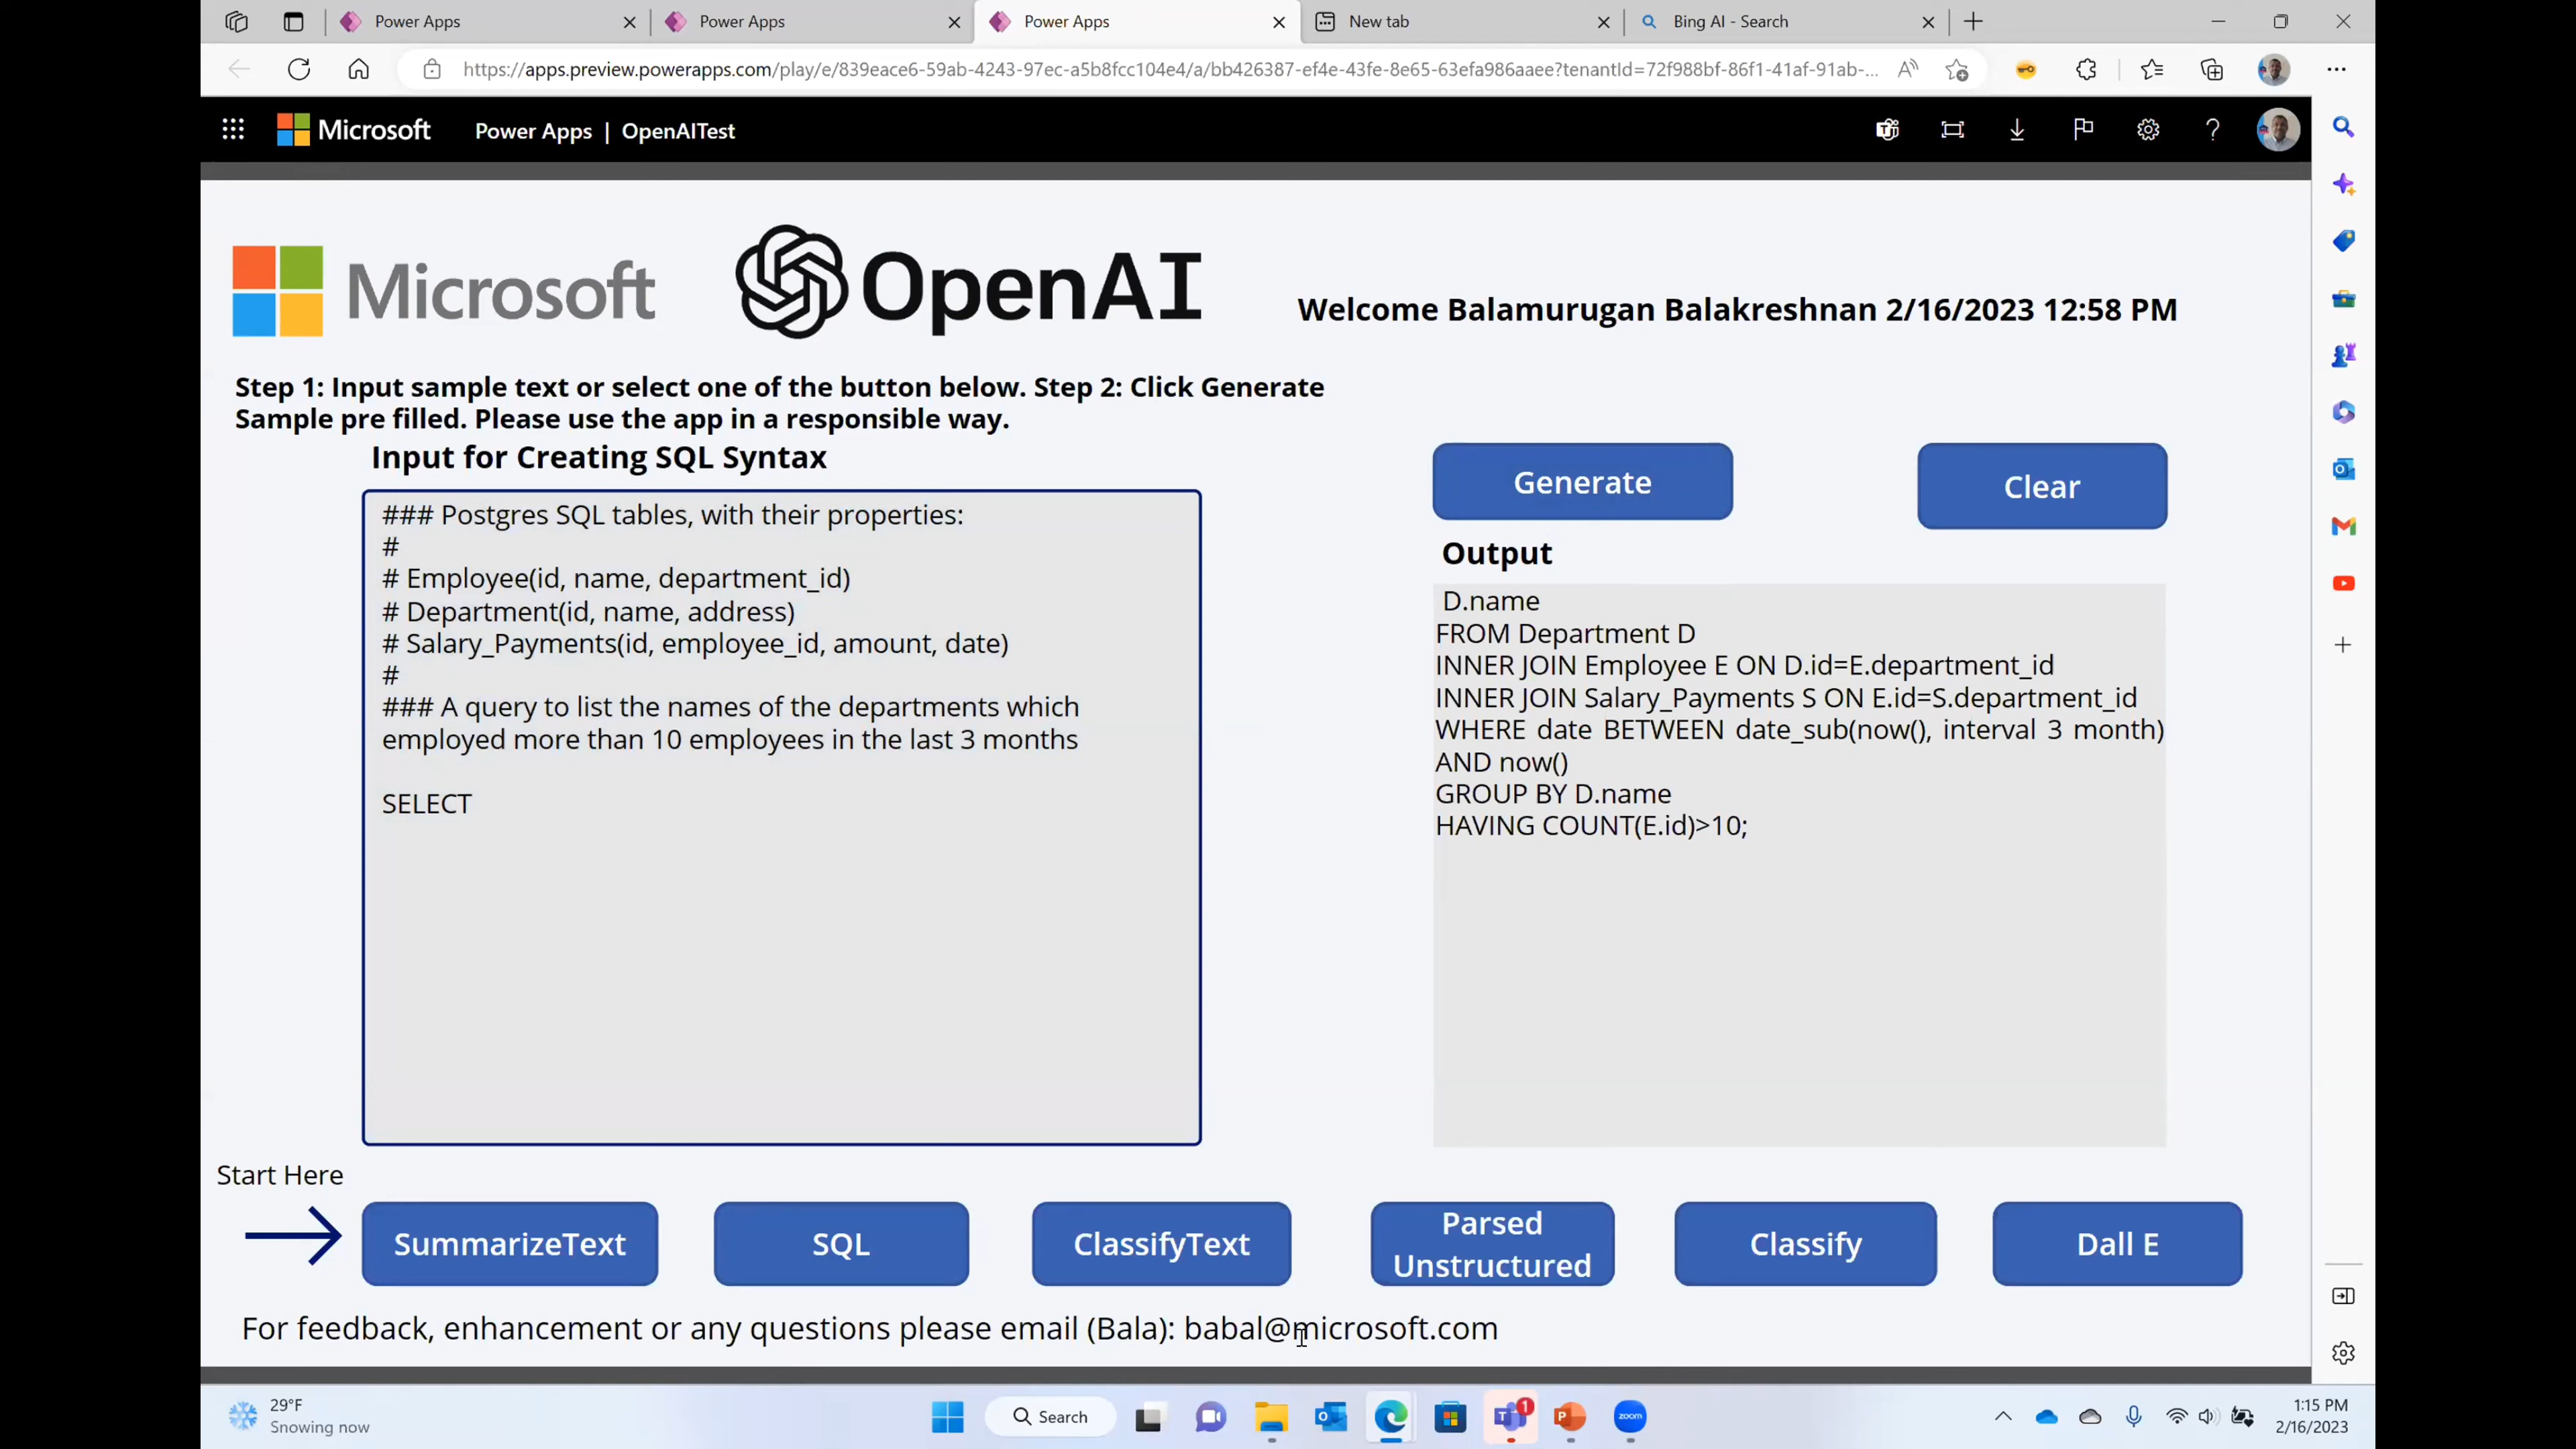 Power Apps
Power Apps
Power Apps
New tab
Bing AI - Search
https://apps.preview.powerapps.com/play/e/839eace6-59ab-4243-97ec-a5b8fcc104e4/a/bb426387-ef4e-43fe-8e65-63efa986aaee?tenantId=72f988bf-86f1-41af-91ab-...
Microsoft Power Apps | OpenAITest
Microsoft
OpenAI
Welcome Balamurugan Balakreshnan 2/16/2023 12:58 PM
Step 1: Input sample text or select one of the button below. Step 2: Click Generate
Sample pre filled. Please use the app in a responsible way.
Input for Creating SQL Syntax
### Postgres SQL tables, with their properties:
#
# Employee(id, name, department_id)
# Department(id, name, address)
# Salary_Payments(id, employee_id, amount, date)
#
### A query to list the names of the departments which
employed more than 10 employees in the last 3 months
SELECT
Generate
Clear
Output
D.name
FROM Department D
INNER JOIN Employee E ON D.id=E.department_id
INNER JOIN Salary_Payments S ON E.id=S.department_id
WHERE date BETWEEN date_sub(now(), interval 3 month)
AND now()
GROUP BY D.name
HAVING COUNT(E.id)>10;
Start Here
SummarizeText
SQL
ClassifyText
Parsed
Unstructured
Classify
Dall E
For feedback, enhancement or any questions please email (Bala): babal@microsoft.com
29°F
Snowing now
Search
1
zoom
1:15 PM
2/16/2023